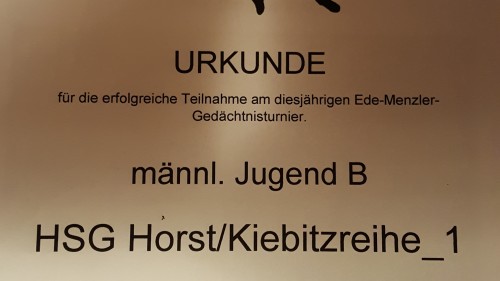 URKUNDE
für die erfolgreiche Teilnahme am diesjährigen Ede-Menzler-
Gedächtnisturnier.
männl. Jugend B
HSG Horst/Kiebitzreihe_1